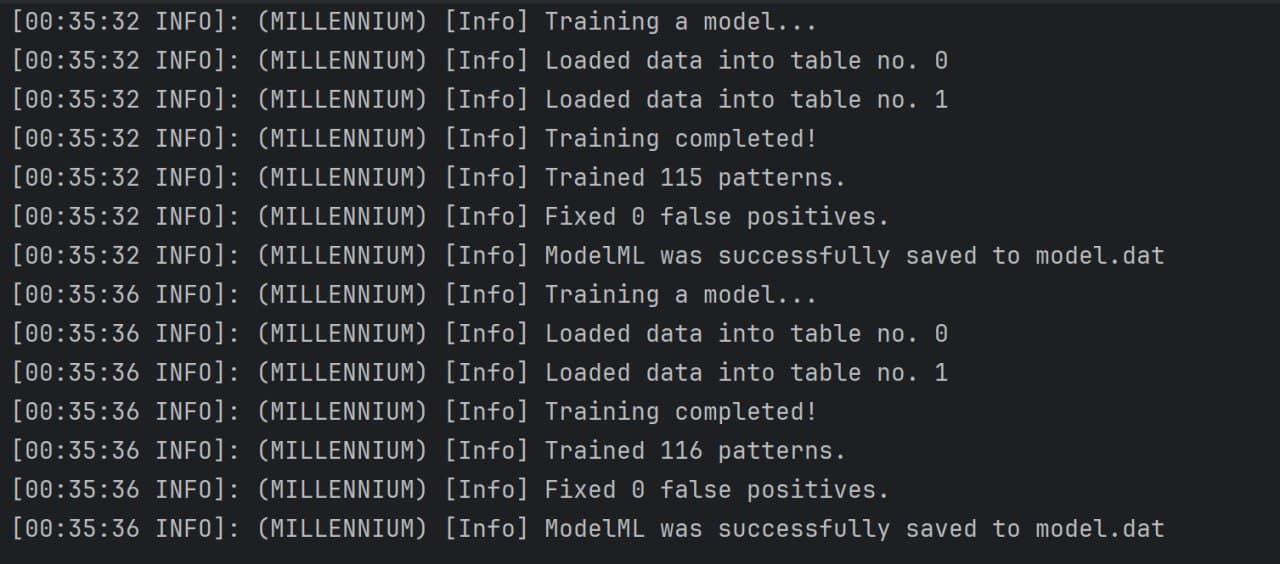 [00:35:32 INFO]: (MILLENNIUM) [Info] Training a model...
[00:35:32 INFO]: (MILLENNIUM) [Info] Loaded data into table no. 0
[00:35:32 INFO]: (MILLENNIUM) [Info] Loaded data into table no. 1
[00:35:32 INFO]: (MILLENNIUM) [Info] Training completed!
[00:35:32 INFO]: (MILLENNIUM) [Info] Trained 115 patterns.
[00:35:32 INFO]: (MILLENNIUM) [Info] Fixed 0 false positives.
[00:35:32 INFO]: (MILLENNIUM) [Info] ModelML was successfully saved to model.dat
[00:35:36 INFO]: (MILLENNIUM) [Info] Training a model...
[00:35:36 INFO]: (MILLENNIUM) [Info] Loaded data into table no. 0
[00:35:36 INFO]: (MILLENNIUM) [Info] Loaded data into table no. 1
[00:35:36 INFO]: (MILLENNIUM) [Info] Training completed!
[00:35:36 INFO]: (MILLENNIUM) [Info] Trained 116 patterns.
[00:35:36 INFO]: (MILLENNIUM) [Info] Fixed 0 false positives.
[00:35:36 INFO]: (MILLENNIUM) [Info] ModelML was successfully saved to model.dat